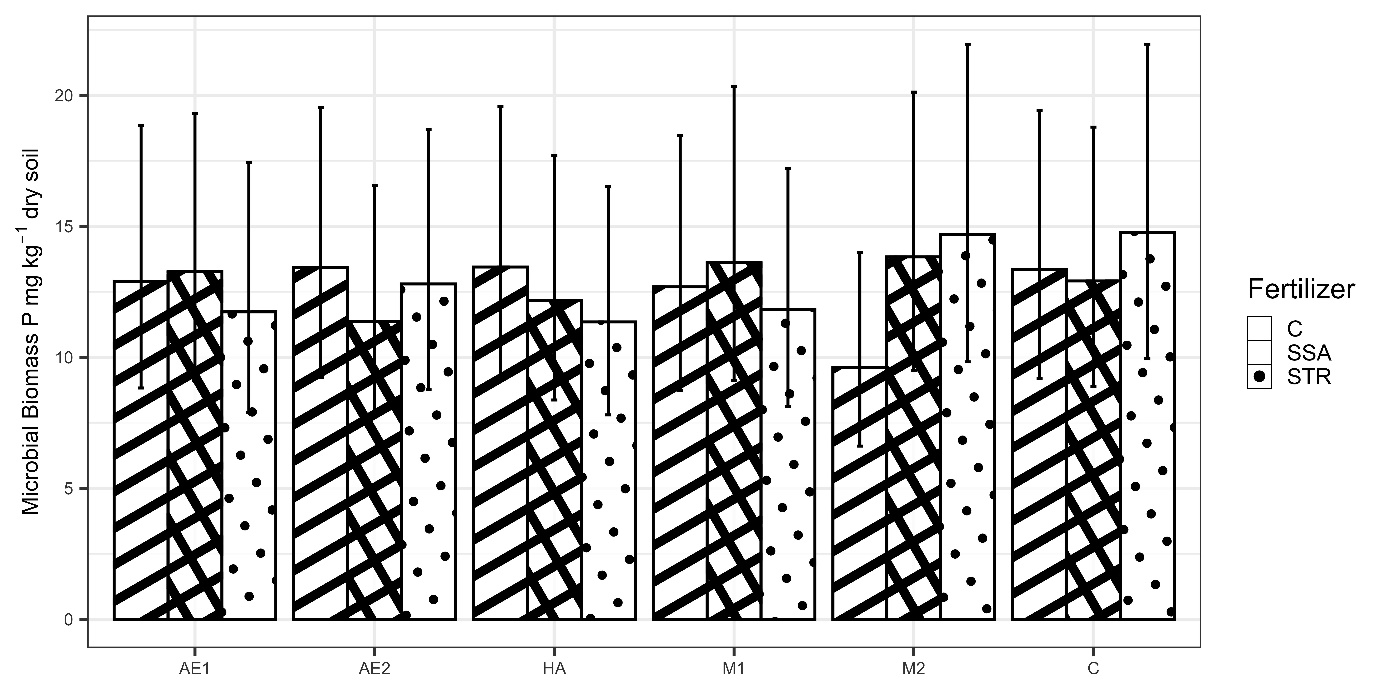 Microbial Biomass P mg kg⁻¹ dry soil
20
15
10
5
0
AE1 AE2 HA M1 M2 C
Fertilizer
C
SSA
STR